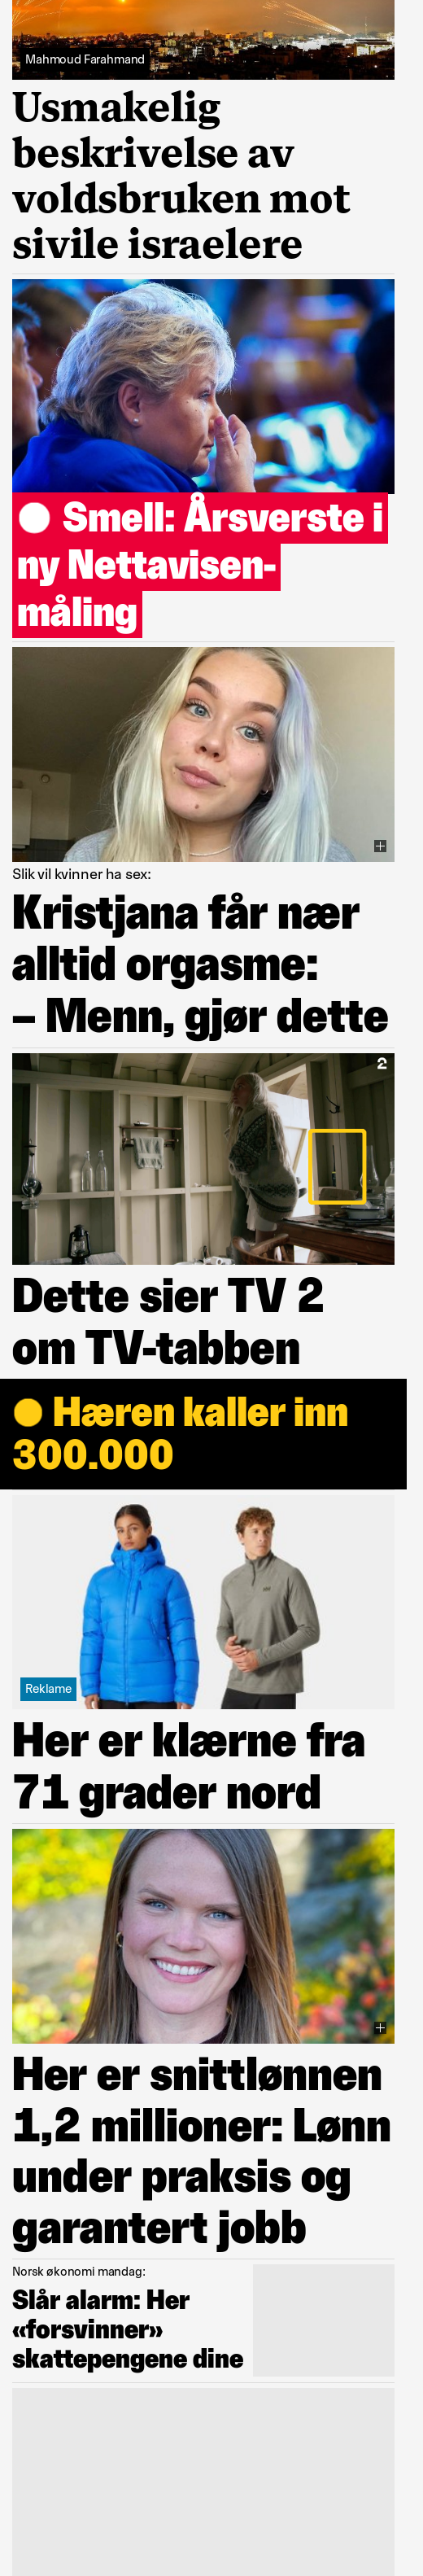 Mahmoud Farahmand
Usmakelig
beskrivelse av
voldsbruken mot
sivile israelere
Smell: Årsverste i
ny Nettavisen-
måling
Slik vil kvinner ha sex:
Kristjana får nær
alltid orgasme:
– Menn, gjør dette
2
Dette sier TV 2
om TV-tabben
Hæren kaller inn
300.000
Reklame
Her er klærne fra
71 grader nord
Her er snittlønnen
1,2 millioner: Lønn
under praksis og
garantert jobb
Norsk økonomi mandag:
Slår alarm: Her
«forsvinner»
skattepengene dine